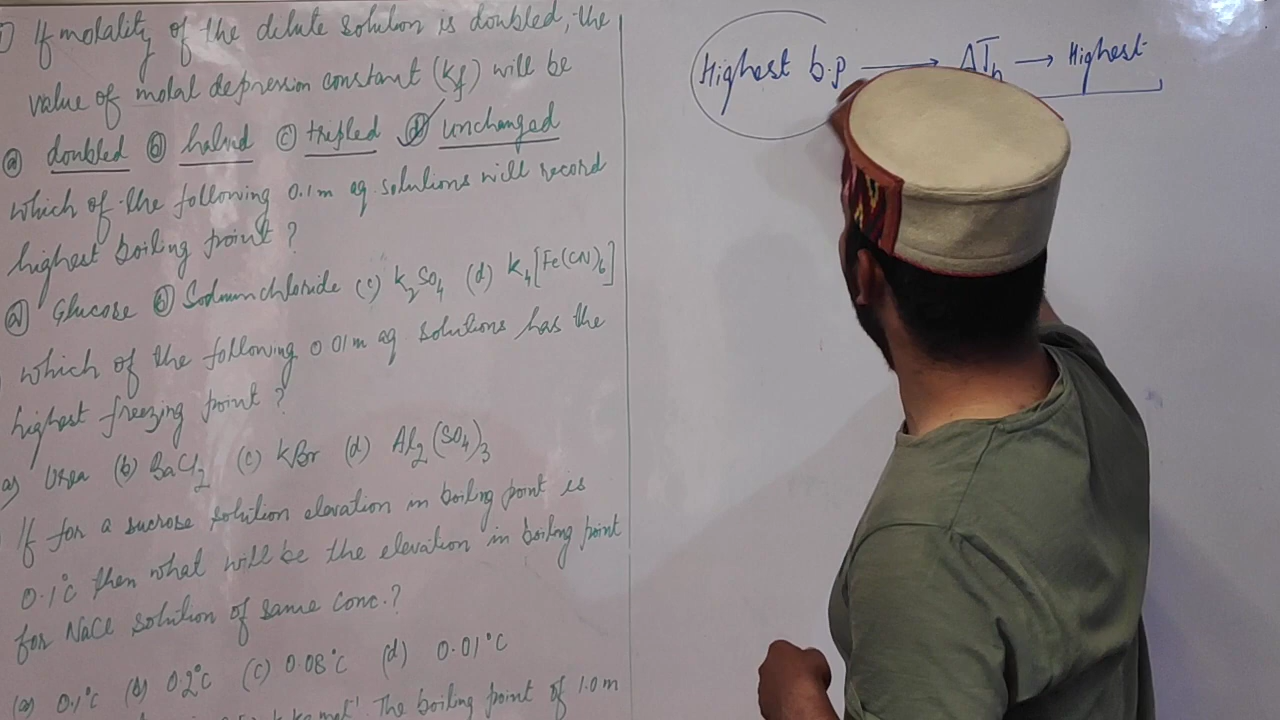 ) If molality of the dilute solution is doubled, the
value of molal depression constant (Kf) will be
(a) doubled (b) halved (c) tripled (d) unchanged
which of the following 0.1m aq. solutions will record
highest boiling point ?
(a) Glucose (b) Sodium chloride (c) K₂SO₄ (d) K₄[Fe(CN)₆]
which of the following 0.01m aq solutions has the
highest freezing point ?
a) Urea (b) BaCl₂ (c) KBr (d) Al₂(SO₄)₃
If for a sucrose solution elevation in boiling point is
0.1°C then what will be the elevation in boiling point
for NaCl solution of same conc.?
(a) 0.1°C (b) 0.2°C (c) 0.08°C (d) 0.01°C
The boiling point of 1.0m
Highest b.p → ΔTb → Highest